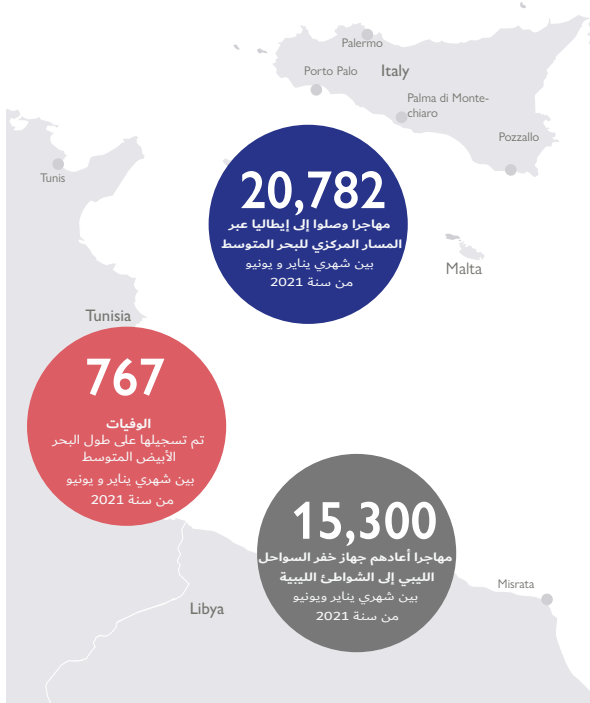 Palermo
Porto Palo
Italy
Palma di Monte-
chiaro
Pozzallo
Tunis
20,782
مهاجرا وصلوا إلى إيطاليا عبر
المسار المركزي للبحر المتوسط
بين شهري يناير و يونيو
من سنة 2021
Malta
Tunisia
767
الوفيات
تم تسجيلها على طول البحر
الأبيض المتوسط
بين شهري يناير و يونيو
من سنة 2021
15,300
مهاجرا أعادهم جهاز خفر السواحل
الليبي إلى الشواطئ الليبية
بين شهري يناير ويونيو
من سنة 2021
Misrata
Libya